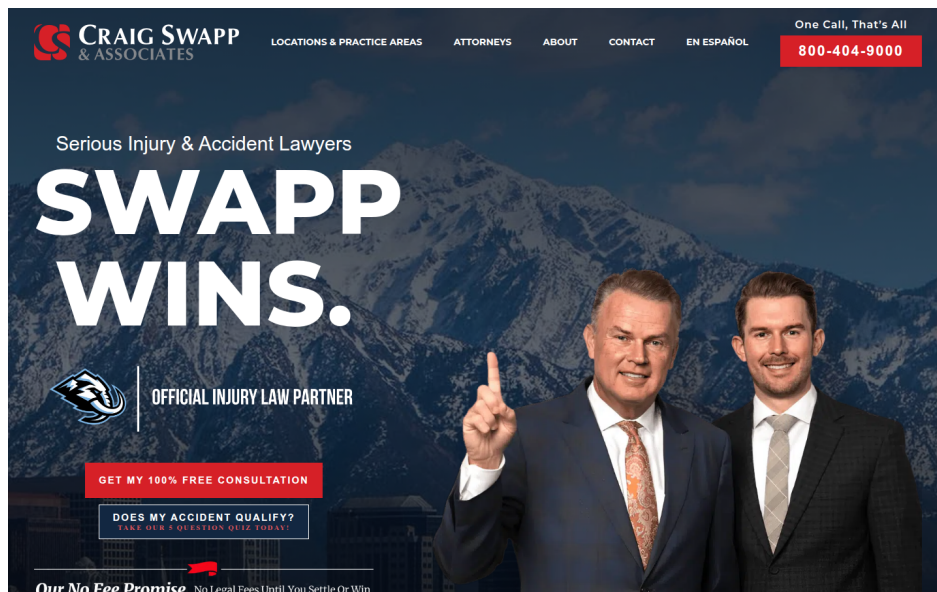 CRAIG SWAPP
& ASSOCIATES
LOCATIONS & PRACTICE AREAS
ATTORNEYS
ABOUT
CONTACT
EN ESPAÑOL
One Call, That's All
800-404-9000
Serious Injury & Accident Lawyers
SWAPP
WINS.
OFFICIAL INJURY LAW PARTNER
GET MY 100% FREE CONSULTATION
DOES MY ACCIDENT QUALIFY?
TAKE OUR 5 QUESTION QUIZ TODAY!
Our No Fee Promise No Legal Fees Until You Settle Or Win